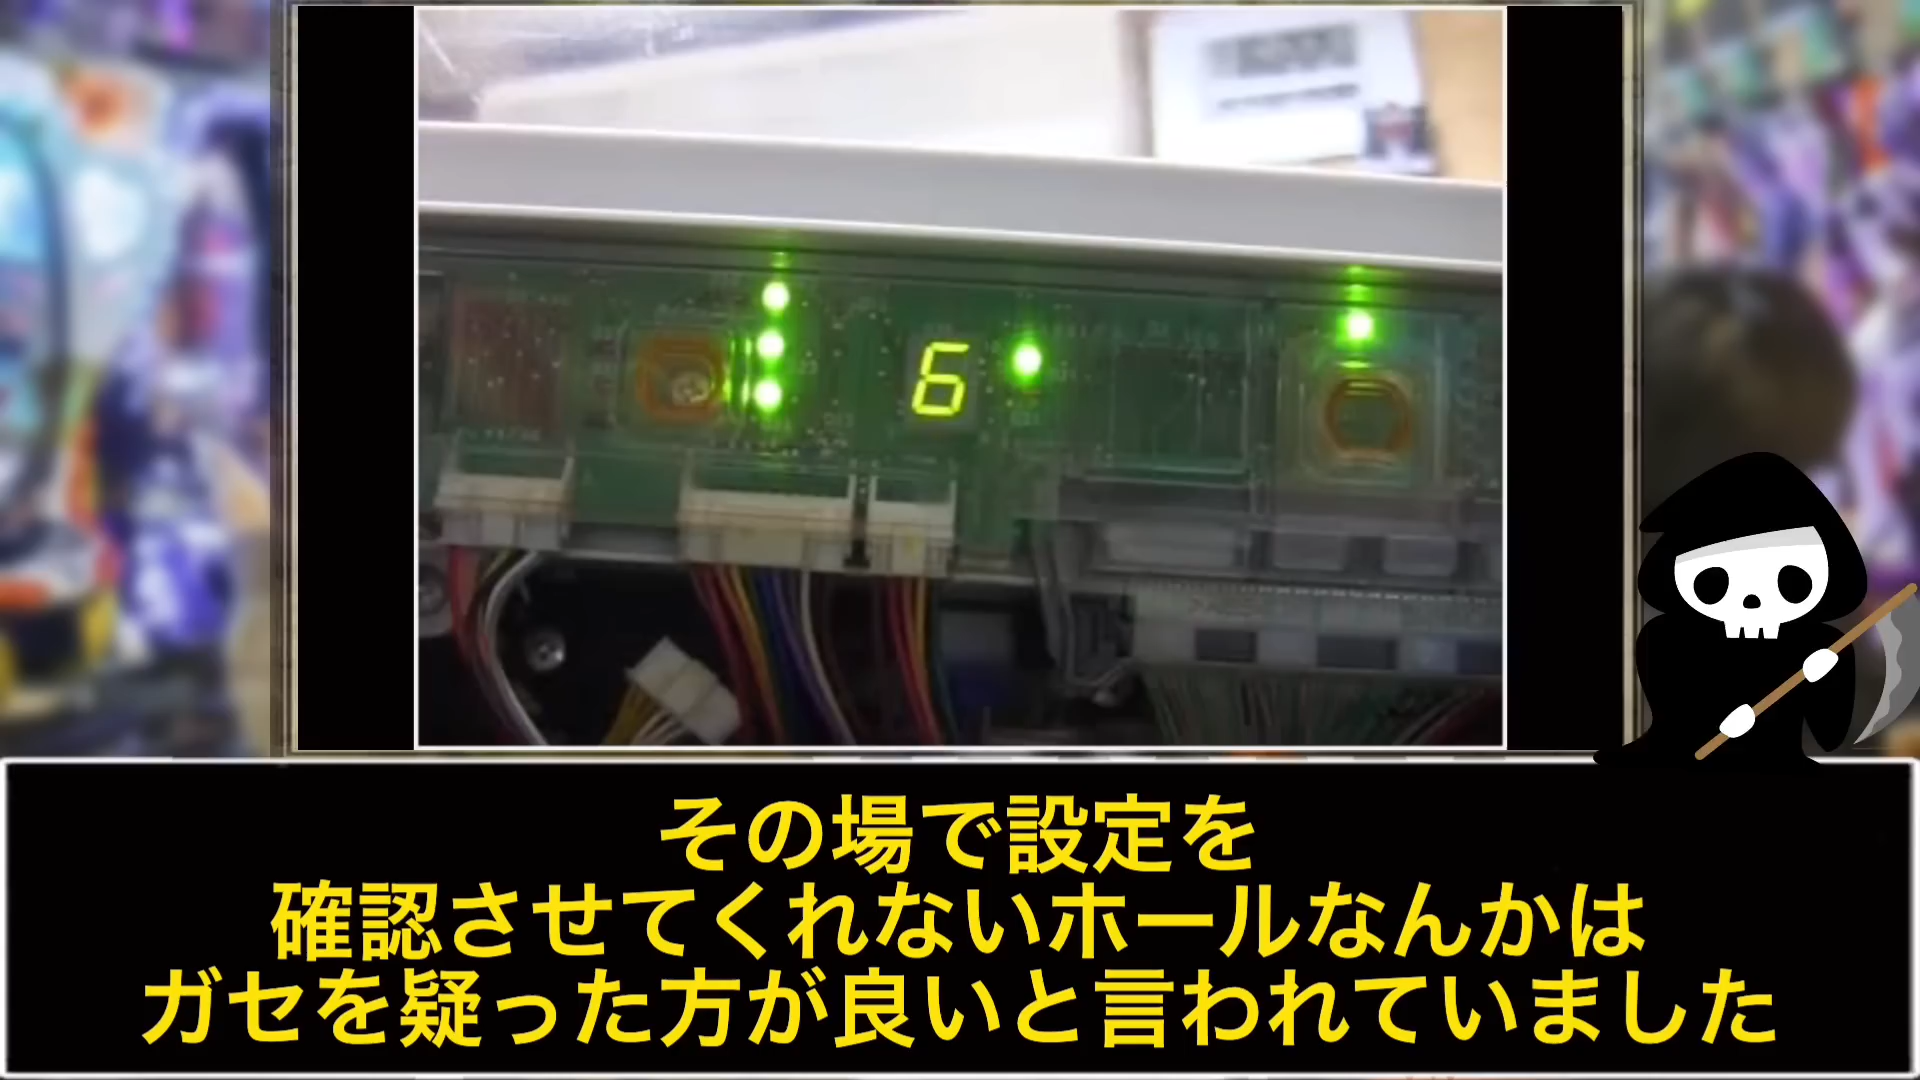 6
その場で設定を
確認させてくれないホールなんかは
ガセを疑った方が良いと言われていました